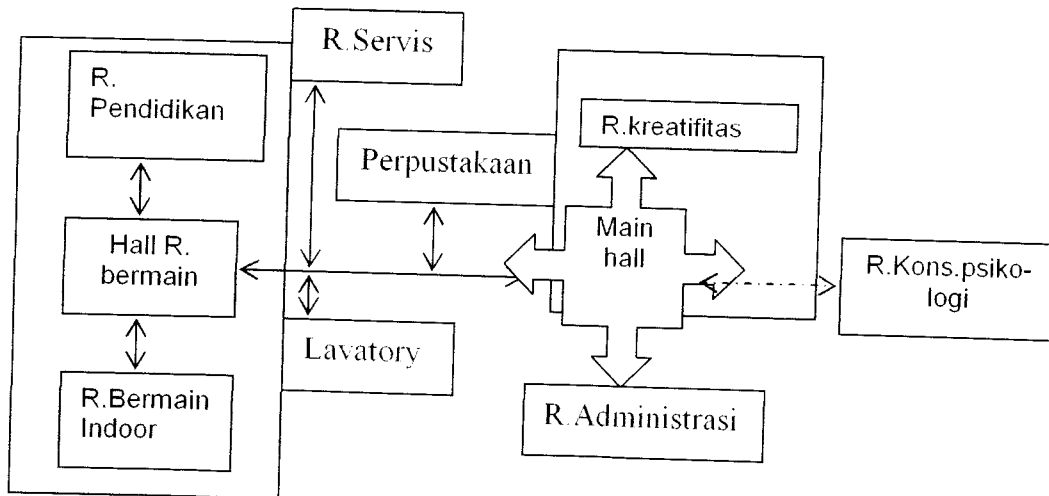 R.Servis
R.
Pendidikan
R.kreatifitas
Perpustakaan
Hall R.
bermain
Main
hall
R.Kons.psiko-
logi
Lavatory
R.Bermain
Indoor
R.Administrasi